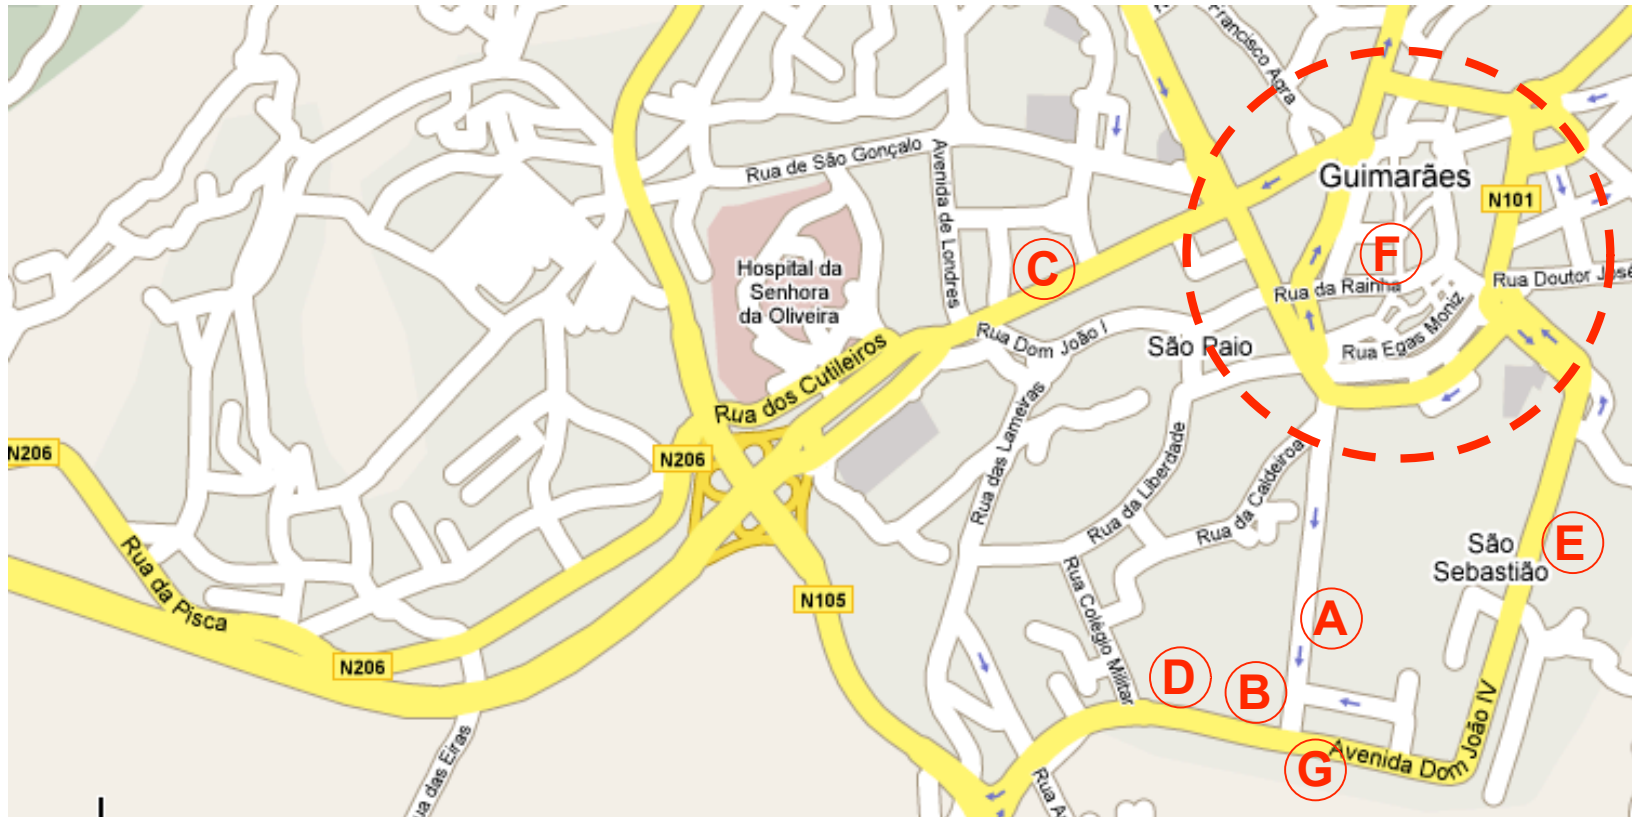 Francisco Agra
Rua de São Gonçalo
Avenida de Londres
Guimarães
N101
Hospital da
Senhora
da Oliveira
C
F
Rua da Rainha
Rua Doutor José
Rua Dom João I
São Paio
Rua Egas Moniz
Rua dos Cutileiros
N206
N206
Rua das Lameiras
Rua da Liberdade
Rua da Caldeiroa
Rua da Pisca
N105
São
Sebastião
E
Rua Colégio Militar
A
N206
D
B
G
Avenida Dom João IV
ua das Eiras
Rua A